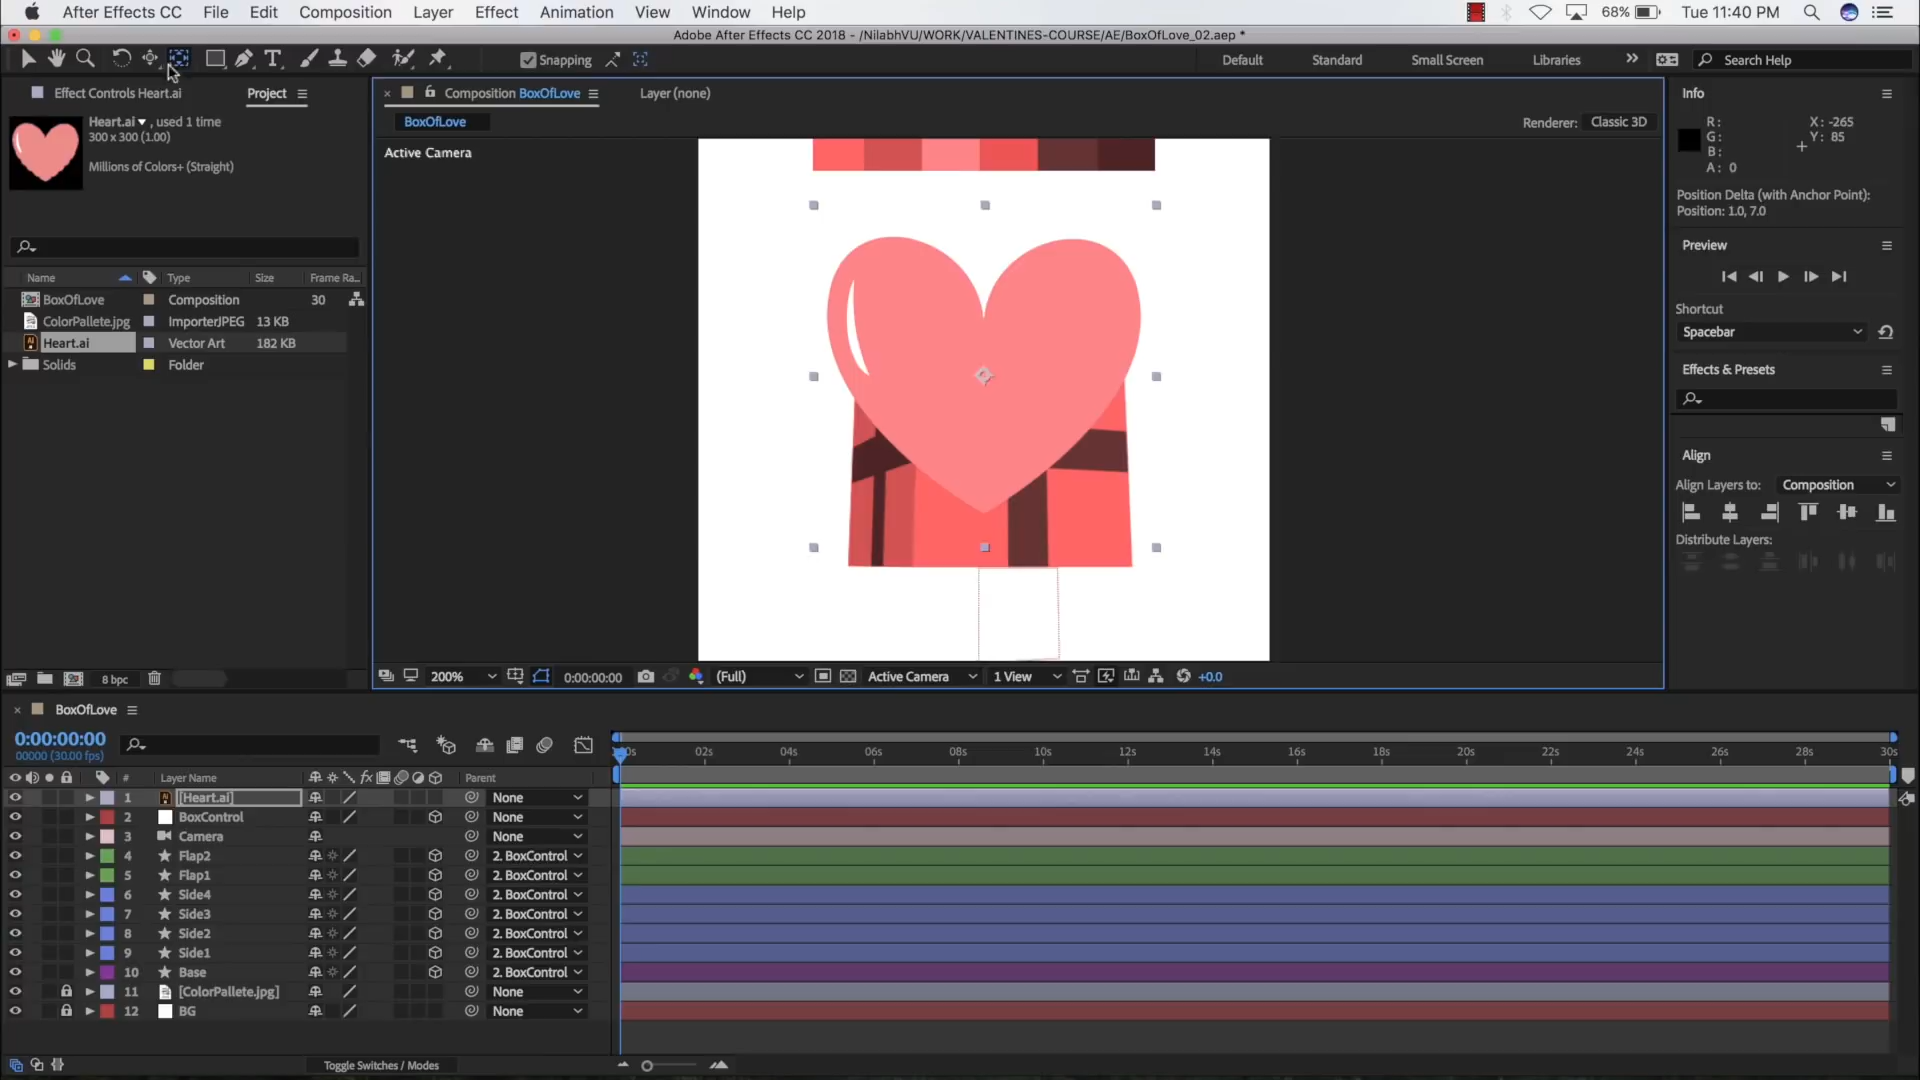 After Effects CC File Edit Composition Layer Effect Animation View Window Help 68% Tue 11:40 PM
Adobe After Effects CC 2018 - /NilabhVU/WORK/VALENTINES-COURSE/AE/BoxOfLove_02.aep *
Snapping Default Standard Small Screen Libraries Search Help
Effect Controls Heart.ai Project
Heart.ai , used 1 time
300 x 300 (1.00)
Millions of Colors+ (Straight)
Name Type Size Frame Ra...
BoxOfLove Composition 30
ColorPallete.jpg ImporterJPEG 13 KB
Heart.ai Vector Art 182 KB
Solids Folder
8 bpc
Composition BoxOfLove Layer (none)
BoxOfLove Renderer: Classic 3D
Active Camera
200% 0:00:00:00 (Full) Active Camera 1 View +0.0
Info
R: X: -265
G: Y: 85
B:
A: 0
Position Delta (with Anchor Point):
Position: 1.0, 7.0
Preview
Shortcut
Spacebar
Effects & Presets
Align
Align Layers to: Composition
Distribute Layers:
BoxOfLove
0:00:00:00
00000 (30.00 fps)
02s 04s 06s 08s 10s 12s 14s 16s 18s 20s 22s 24s 26s 28s 30s
# Layer Name fx Parent
1 [Heart.ai] None
2 BoxControl None
3 Camera None
4 Flap2 2. BoxControl
5 Flap1 2. BoxControl
6 Side4 2. BoxControl
7 Side3 2. BoxControl
8 Side2 2. BoxControl
9 Side1 2. BoxControl
10 Base 2. BoxControl
11 [ColorPallete.jpg] None
12 BG None
Toggle Switches / Modes